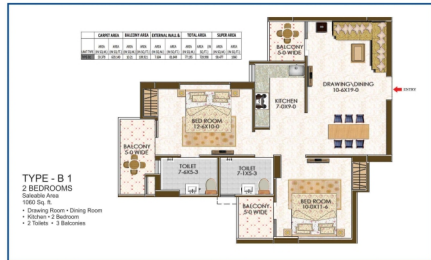 CARPET AREA BALCONY AREA EXTERNAL WALL & TOTAL AREA SUPER AREA
BALCONY
5-0 WIDE
DRAWING\DINING
10-6X19-0
ENTRY
KITCHEN
7-0X9-0
BED ROOM
12-6X10-0
BALCONY
5-0 WIDE
TOILET
7-6X5-3
TOILET
7-1X5-3
BED ROOM
10-0X11-6
BALCONY
5-0 WIDE
TYPE - B 1
2 BEDROOMS
Saleable Area
1060 Sq. ft.
• Drawing Room • Dining Room
• Kitchen • 2 Bedroom
• 2 Toilets • 3 Balconies